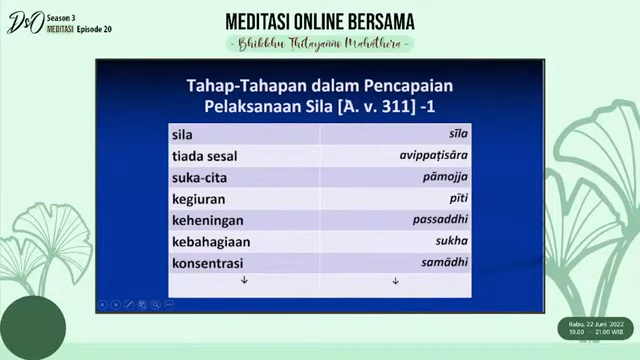 DsO Season 3
MEDITASI Episode 20
MEDITASI ONLINE BERSAMA
- Bhikkhu Thitayañño Mahāthera -
Tahap-Tahapan dalam Pencapaian
Pelaksanaan Sila [A. v. 311] -1
sila sīla
tiada sesal avippaṭisāra
suka-cita pāmojja
kegiuran pīti
keheningan passaddhi
kebahagiaan sukha
konsentrasi samādhi
↓ ↓
Rabu, 22 Juni 2022
19.00 - 21.00 WIB